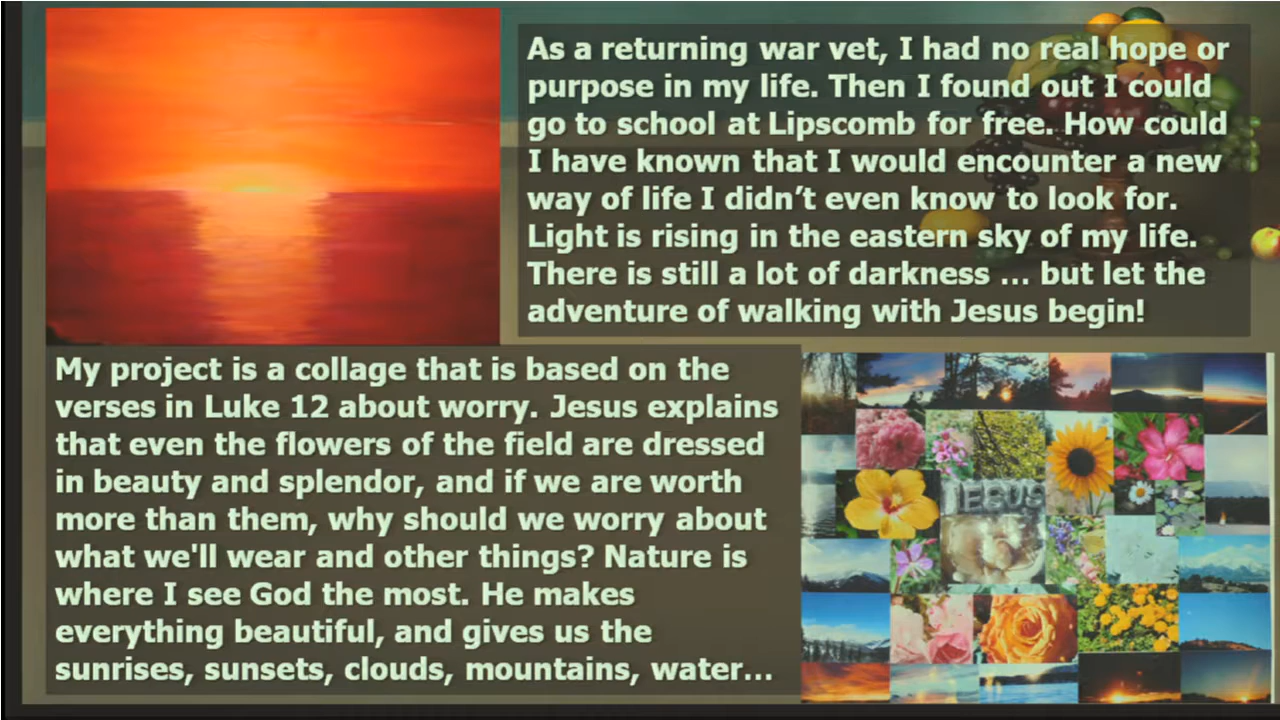 As a returning war vet, I had no real hope or
purpose in my life. Then I found out I could
go to school at Lipscomb for free. How could
I have known that I would encounter a new
way of life I didn’t even know to look for.
Light is rising in the eastern sky of my life.
There is still a lot of darkness ... but let the
adventure of walking with Jesus begin!
My project is a collage that is based on the
verses in Luke 12 about worry. Jesus explains
that even the flowers of the field are dressed
in beauty and splendor, and if we are worth
more than them, why should we worry about
what we'll wear and other things? Nature is
where I see God the most. He makes
everything beautiful, and gives us the
sunrises, sunsets, clouds, mountains, water...
JESUS